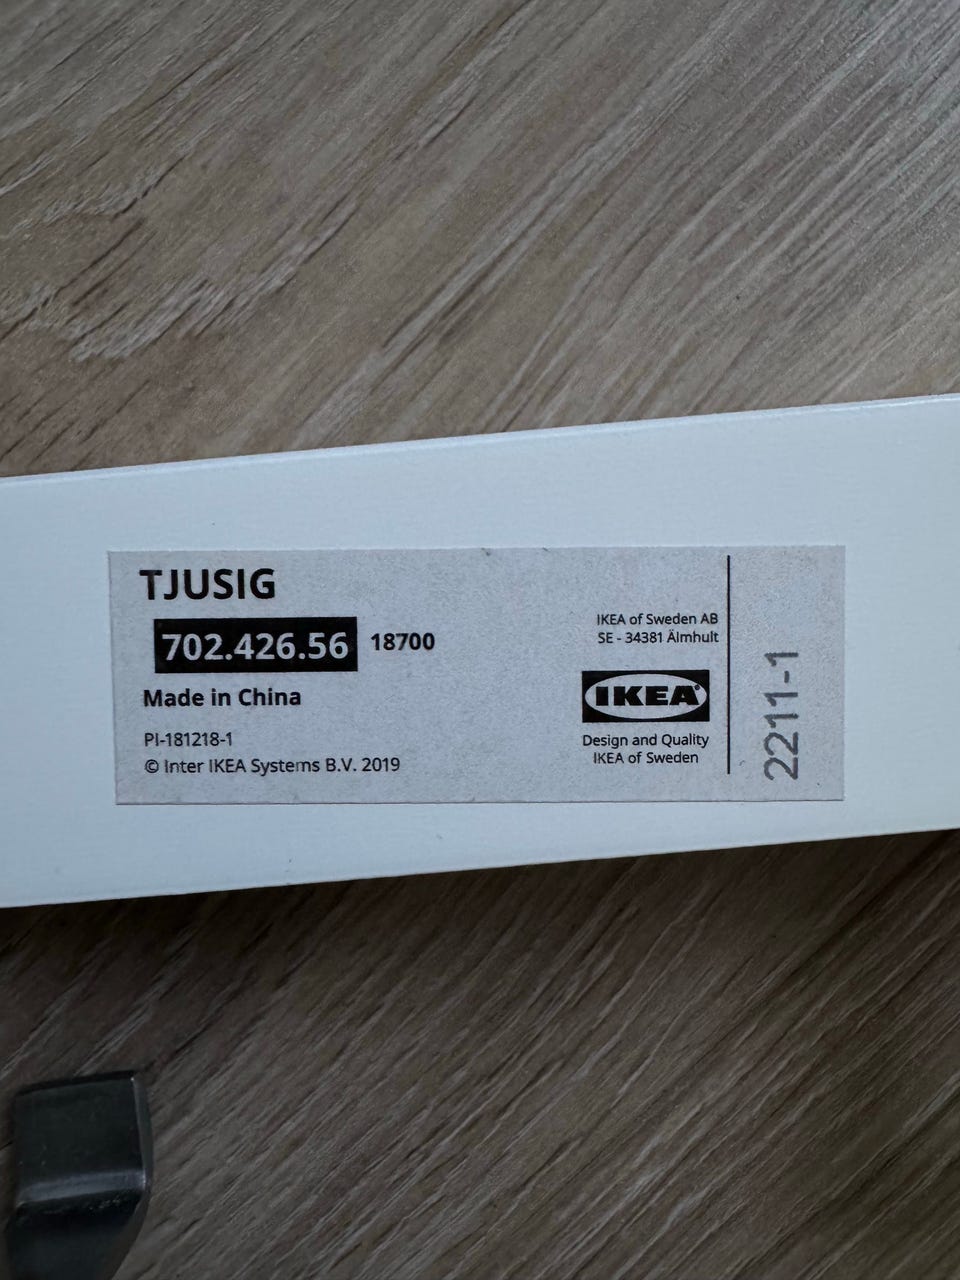 TJUSIG
702.426.56 18700
Made in China
PI-181218-1
© Inter IKEA Systems B.V. 2019
IKEA of Sweden AB
SE - 34381 Älmhult
IKEA®
Design and Quality
IKEA of Sweden
2211-1